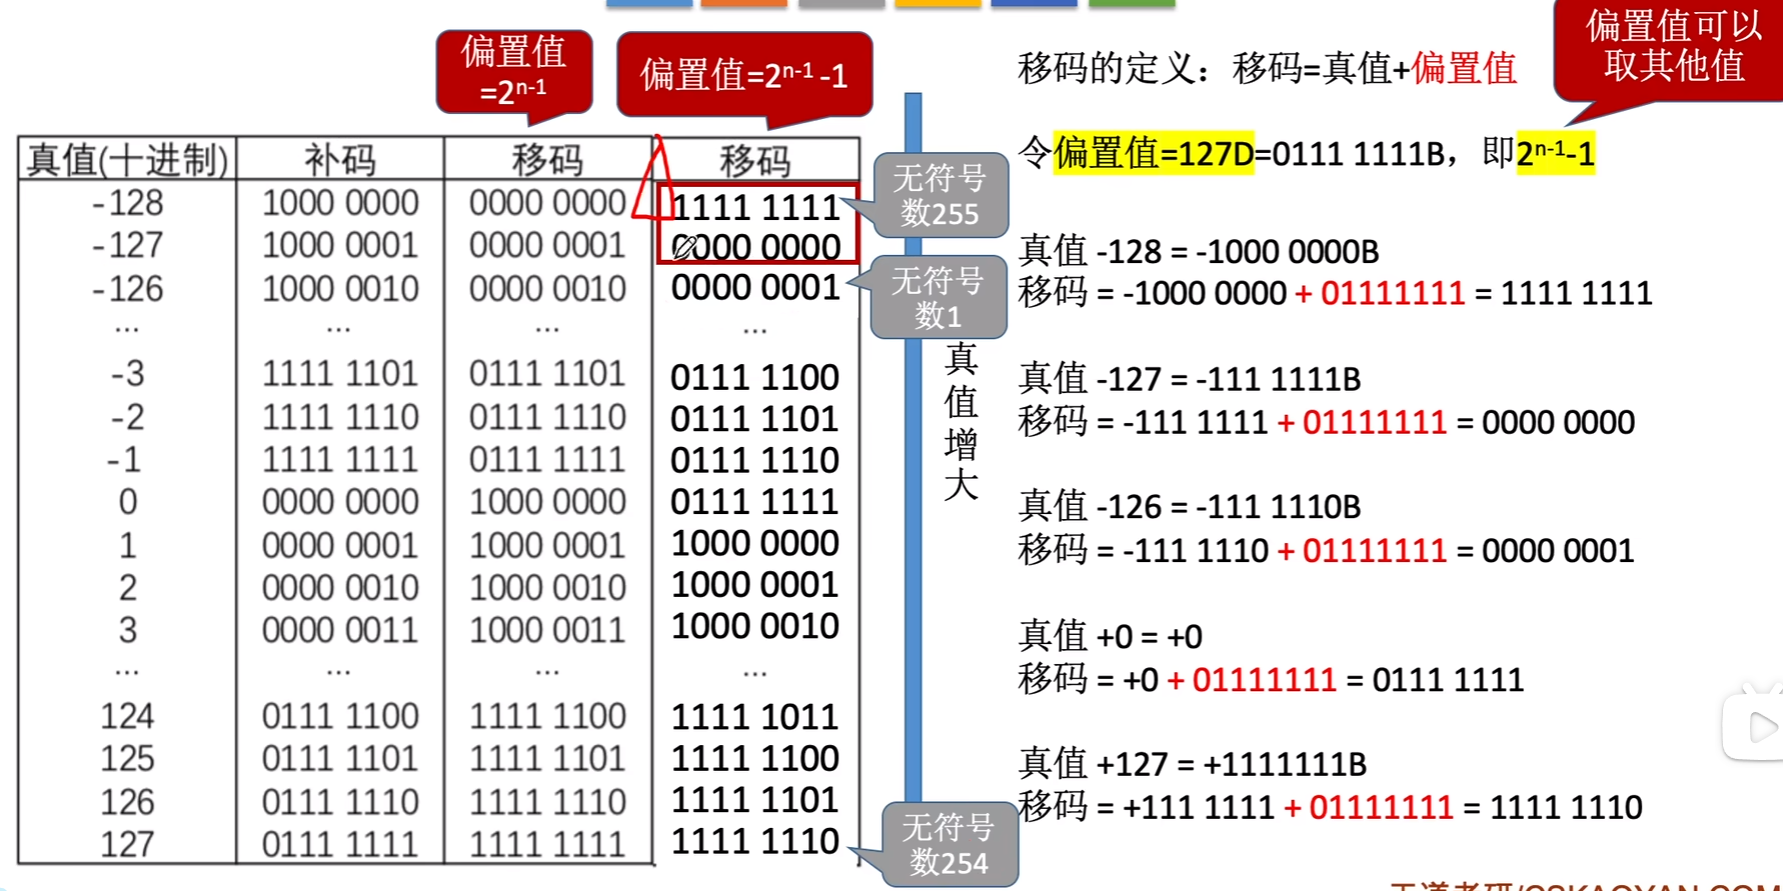 偏置值
=2ⁿ⁻¹
偏置值=2ⁿ⁻¹ -1
偏置值可以
取其他值
移码的定义：移码=真值+偏置值
令偏置值=127D=0111 1111B，即2ⁿ⁻¹-1
真值(十进制) 补码 移码 移码
-128 1000 0000 0000 0000 1111 1111
-127 1000 0001 0000 0001 0000 0000
-126 1000 0010 0000 0010 0000 0001
... ... ... ...
-3 1111 1101 0111 1101 0111 1100
-2 1111 1110 0111 1110 0111 1101
-1 1111 1111 0111 1111 0111 1110
0 0000 0000 1000 0000 0111 1111
1 0000 0001 1000 0001 1000 0000
2 0000 0010 1000 0010 1000 0001
3 0000 0011 1000 0011 1000 0010
... ... ... ...
124 0111 1100 1111 1100 1111 1011
125 0111 1101 1111 1101 1111 1100
126 0111 1110 1111 1110 1111 1101
127 0111 1111 1111 1111 1111 1110
无符号
数255
无符号
数1
真
值
增
大
无符号
数254
真值 -128 = -1000 0000B
移码 = -1000 0000 + 01111111 = 1111 1111
真值 -127 = -111 1111B
移码 = -111 1111 + 01111111 = 0000 0000
真值 -126 = -111 1110B
移码 = -111 1110 + 01111111 = 0000 0001
真值 +0 = +0
移码 = +0 + 01111111 = 0111 1111
真值 +127 = +1111111B
移码 = +111 1111 + 01111111 = 1111 1110